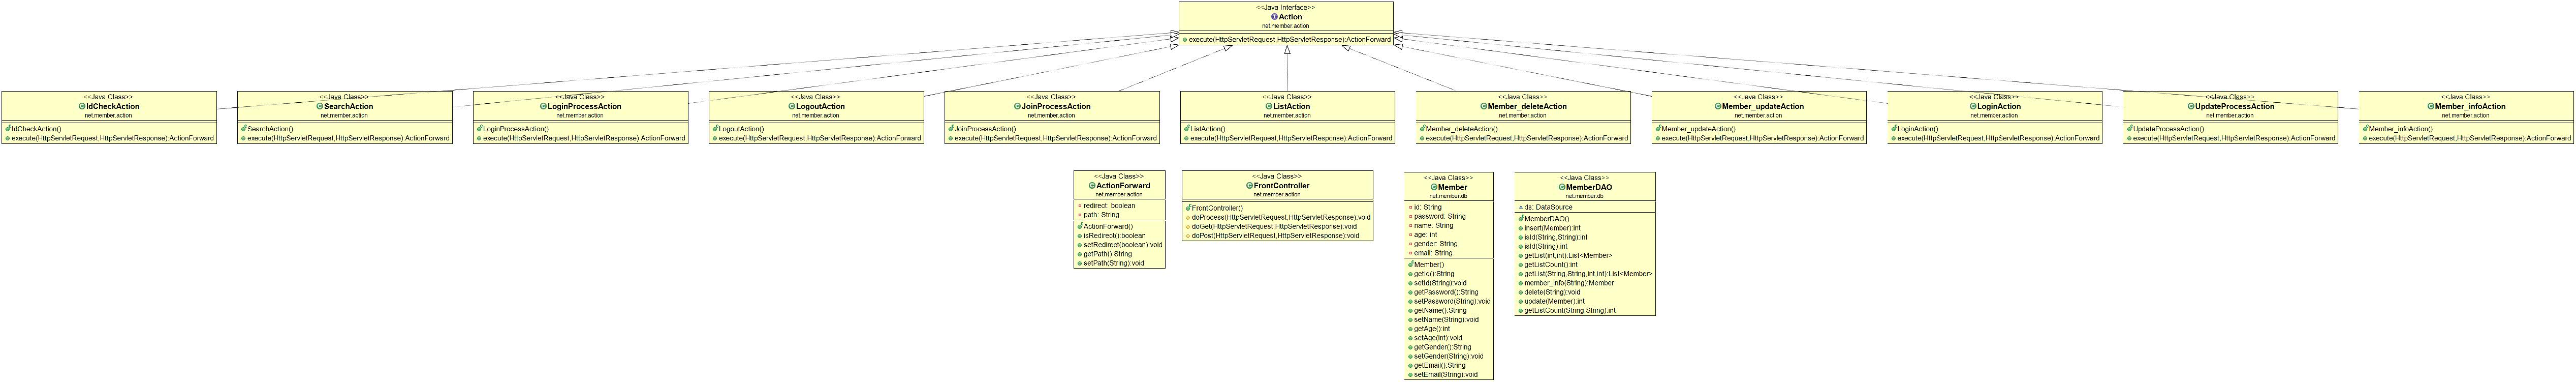 <<Java Interface>>
Action
net.member.action
execute(HttpServletRequest,HttpServletResponse):ActionForward
<<Java Class>>
IdCheckAction
net.member.action
IdCheckAction()
execute(HttpServletRequest,HttpServletResponse):ActionForward
<<Java Class>>
SearchAction
net.member.action
SearchAction()
execute(HttpServletRequest,HttpServletResponse):ActionForward
<<Java Class>>
LoginProcessAction
net.member.action
LoginProcessAction()
execute(HttpServletRequest,HttpServletResponse):ActionForward
<<Java Class>>
LogoutAction
net.member.action
LogoutAction()
execute(HttpServletRequest,HttpServletResponse):ActionForward
<<Java Class>>
JoinProcessAction
net.member.action
JoinProcessAction()
execute(HttpServletRequest,HttpServletResponse):ActionForward
<<Java Class>>
ListAction
net.member.action
ListAction()
execute(HttpServletRequest,HttpServletResponse):ActionForward
<<Java Class>>
Member_deleteAction
net.member.action
Member_deleteAction()
execute(HttpServletRequest,HttpServletResponse):ActionForward
<<Java Class>>
Member_updateAction
net.member.action
Member_updateAction()
execute(HttpServletRequest,HttpServletResponse):ActionForward
<<Java Class>>
LoginAction
net.member.action
LoginAction()
execute(HttpServletRequest,HttpServletResponse):ActionForward
<<Java Class>>
UpdateProcessAction
net.member.action
UpdateProcessAction()
execute(HttpServletRequest,HttpServletResponse):ActionForward
<<Java Class>>
Member_infoAction
net.member.action
Member_infoAction()
execute(HttpServletRequest,HttpServletResponse):ActionForward
<<Java Class>>
ActionForward
net.member.action
redirect: boolean
path: String
ActionForward()
isRedirect():boolean
setRedirect(boolean):void
getPath():String
setPath(String):void
<<Java Class>>
FrontController
net.member.action
FrontController()
doProcess(HttpServletRequest,HttpServletResponse):void
doGet(HttpServletRequest,HttpServletResponse):void
doPost(HttpServletRequest,HttpServletResponse):void
<<Java Class>>
Member
net.member.db
id: String
password: String
name: String
age: int
gender: String
email: String
Member()
getId():String
setId(String):void
getPassword():String
setPassword(String):void
getName():String
setName(String):void
getAge():int
setAge(int):void
getGender():String
setGender(String):void
getEmail():String
setEmail(String):void
<<Java Class>>
MemberDAO
net.member.db
ds: DataSource
MemberDAO()
insert(Member):int
isId(String,String):int
isId(String):int
getList(int,int):List<Member>
getListCount():int
getList(String,String,int,int):List<Member>
member_info(String):Member
delete(String):void
update(Member):int
getListCount(String,String):int